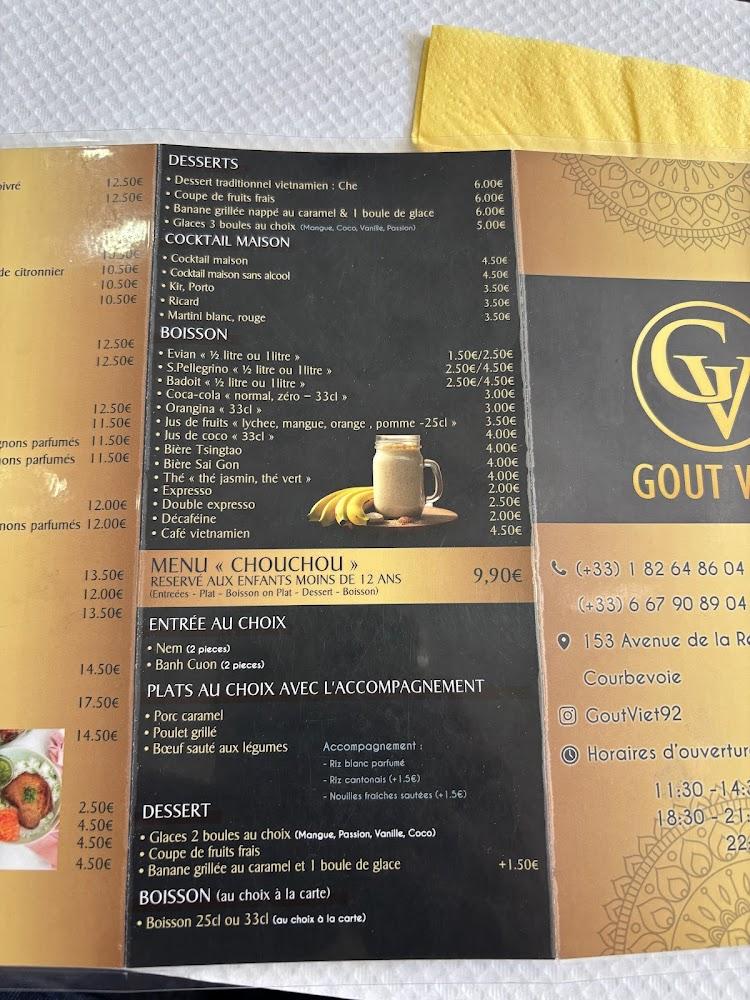 12.50€
12.50€
de citronnier 10.50€
10.50€
10.50€
12.50€
12.50€
12.50€
11.50€
gnons parfumés 11.50€
nons parfumés 11.50€
12.00€
nons parfumés 12.00€
13.50€
12.00€
13.50€
14.50€
17.50€
14.50€
2.50€
4.50€
4.50€
4.50€
DESSERTS
• Dessert traditionnel vietnamien : Che 6.00€
• Coupe de fruits frais 6.00€
• Banane grillée nappé au caramel & 1 boule de glace 6.00€
• Glaces 3 boules au choix (Mangue, Coco, Vanille, Passion) 5.00€
COCKTAIL MAISON
• Cocktail maison 4.50€
• Cocktail maison sans alcool 4.50€
• Kir, Porto 3.50€
• Ricard 3.50€
• Martini blanc, rouge 3.50€
BOISSON
• Evian « ½ litre ou 1litre » 1.50€/2.50€
• S.Pellegrino « ½ litre ou 1litre » 2.50€/4.50€
• Badoit « ½ litre ou 1litre » 2.50€/4.50€
• Coca-cola « normal, zéro – 33cl » 3.00€
• Orangina « 33cl » 3.00€
• Jus de fruits « lychee, mangue, orange , pomme -25cl » 3.50€
• Jus de coco « 33cl » 4.00€
• Bière Tsingtao 4.00€
• Bière Sai Gon 4.00€
• Thé « thé jasmin, thé vert » 4.00€
• Expresso 2.00€
• Double expresso 2.50€
• Décaféine 2.00€
• Café vietnamien 4.50€
MENU « CHOUCHOU » 9,90€
RESERVÉ AUX ENFANTS MOINS DE 12 ANS
(Entreées - Plat - Boisson on Plat - Dessert - Boisson)
ENTRÉE AU CHOIX
• Nem (2 pieces)
• Banh Cuon (2 pieces)
PLATS AU CHOIX AVEC L'ACCOMPAGNEMENT
• Porc caramel
• Poulet grillé
• Bœuf sauté aux légumes
Accompagnement :
- Riz blanc parfumé
- Riz cantonais (+1.5€)
- Nouilles fraîches sautées (+1.5€)
DESSERT
• Glaces 2 boules au choix (Mangue, Passion, Vanille, Coco)
• Coupe de fruits frais
• Banane grillée au caramel et 1 boule de glace +1.50€
BOISSON (au choix à la carte)
• Boisson 25cl ou 33cl (au choix à la carte)
GV
GOUT
(+33) 1 82 64 86 04
(+33) 6 67 90 89 04
153 Avenue de la
Courbevoie
GoutViet92
Horaires d'ouverture
11:30 -14:
18:30 - 21:
22: